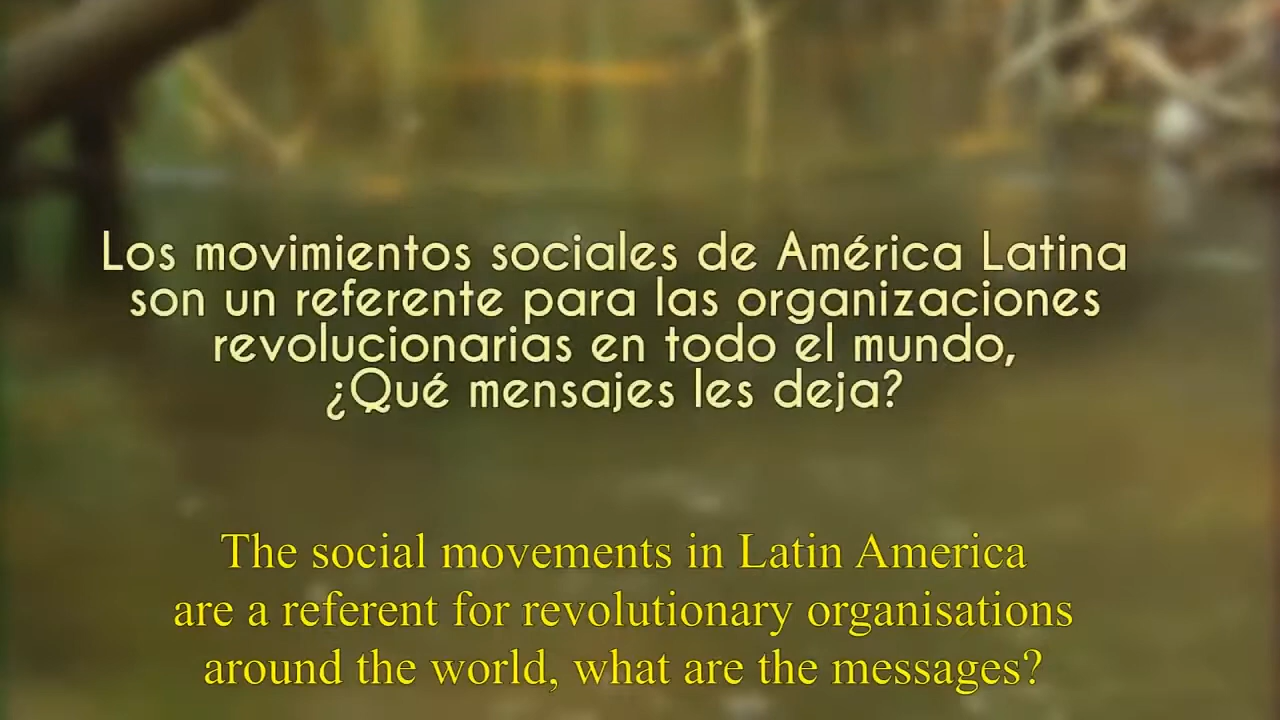 Los movimientos sociales de América Latina
son un referente para las organizaciones
revolucionarias en todo el mundo,
¿Qué mensajes les deja?
The social movements in Latin America
are a referent for revolutionary organisations
around the world, what are the messages?